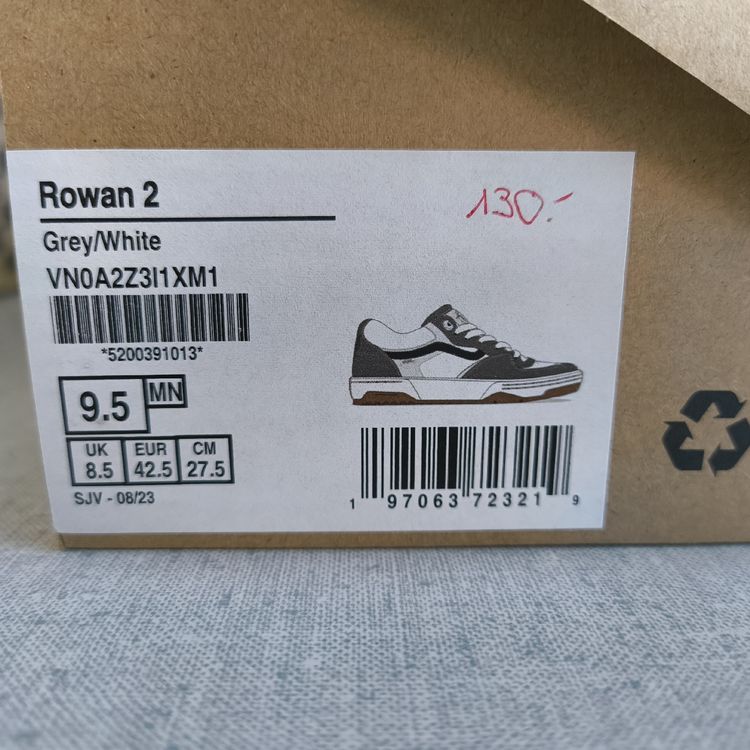 Rowan 2
130.-
Grey/White
VN0A2Z3I1XM1
*5200391013*
9.5 MN
UK EUR CM
8.5 42.5 27.5
SJV - 08/23
1 97063 72321 9